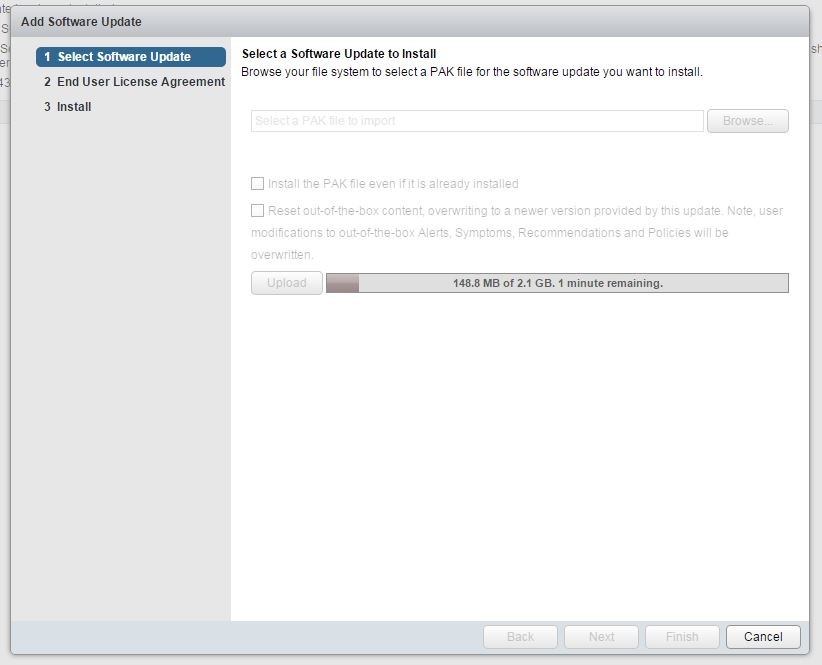 Add Software Update
1 Select Software Update
2 End User License Agreement
3 Install
Select a Software Update to Install
Browse your file system to select a PAK file for the software update you want to install.
Select a PAK file to import
Browse...
Install the PAK file even if it is already installed
Reset out-of-the-box content, overwriting to a newer version provided by this update. Note, user
modifications to out-of-the-box Alerts, Symptoms, Recommendations and Policies will be
overwritten.
Upload
148.8 MB of 2.1 GB. 1 minute remaining.
Back
Next
Finish
Cancel